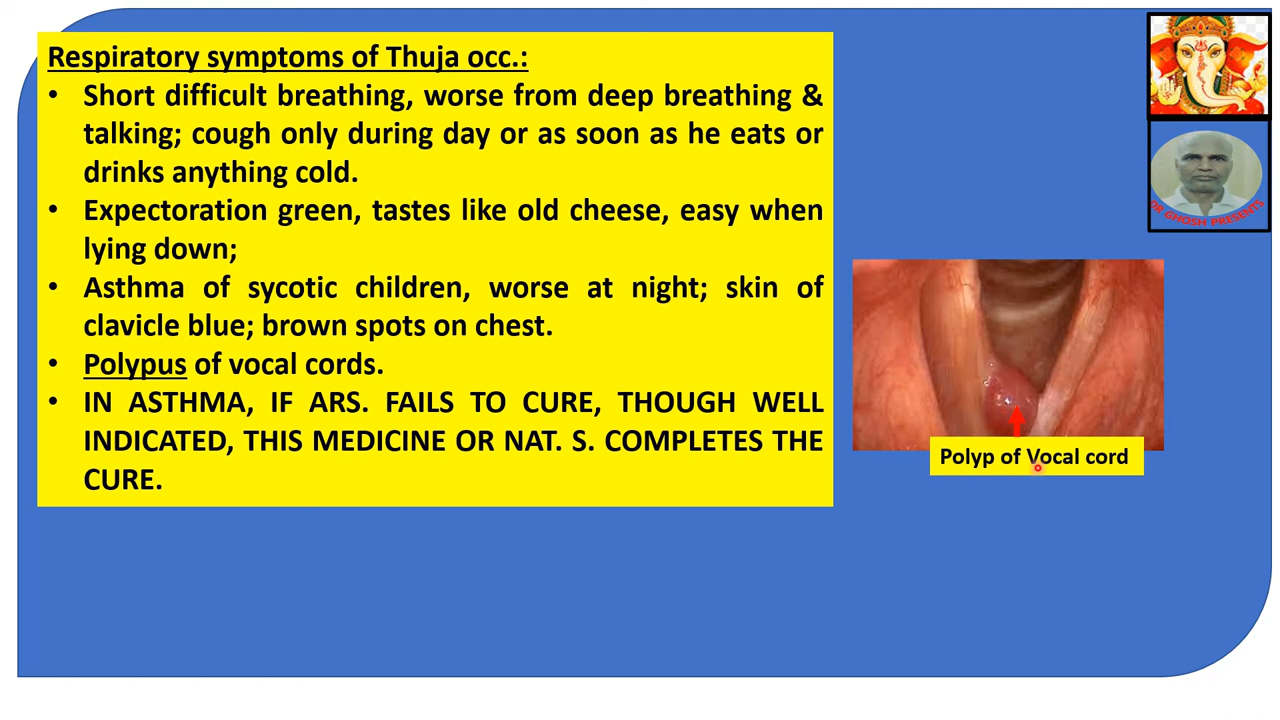 Respiratory symptoms of Thuja occ.:
• Short difficult breathing, worse from deep breathing &
talking; cough only during day or as soon as he eats or
drinks anything cold.
• Expectoration green, tastes like old cheese, easy when
lying down;
• Asthma of sycotic children, worse at night; skin of
clavicle blue; brown spots on chest.
• Polypus of vocal cords.
• IN ASTHMA, IF ARS. FAILS TO CURE, THOUGH WELL
INDICATED, THIS MEDICINE OR NAT. S. COMPLETES THE
CURE.
DR GHOSH PRESENTS
Polyp of Vocal cord